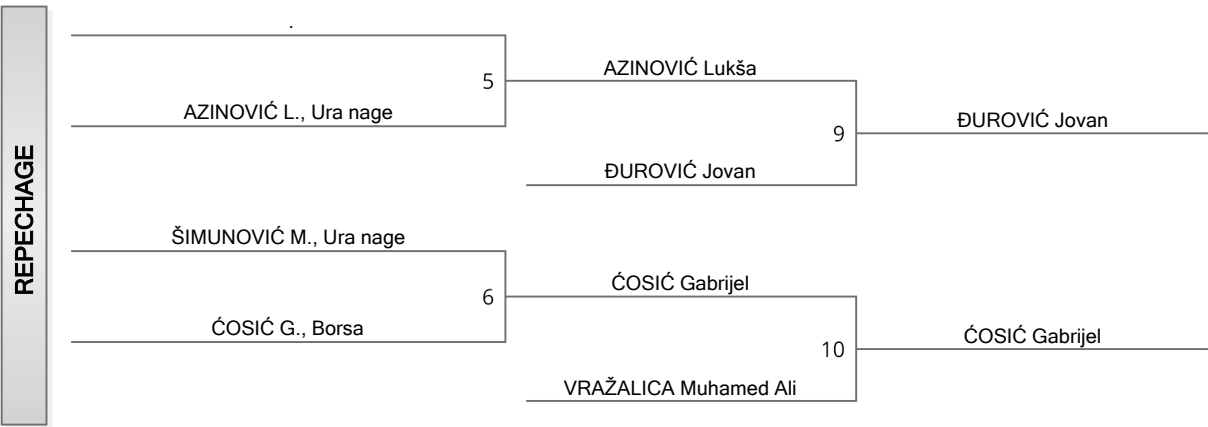 REPECHAGE
.
AZINOVIĆ L., Ura nage
5
AZINOVIĆ Lukša
ĐUROVIĆ Jovan
9
ĐUROVIĆ Jovan
ŠIMUNOVIĆ M., Ura nage
ĆOSIĆ G., Borsa
6
ĆOSIĆ Gabrijel
VRAŽALICA Muhamed Ali
10
ĆOSIĆ Gabrijel